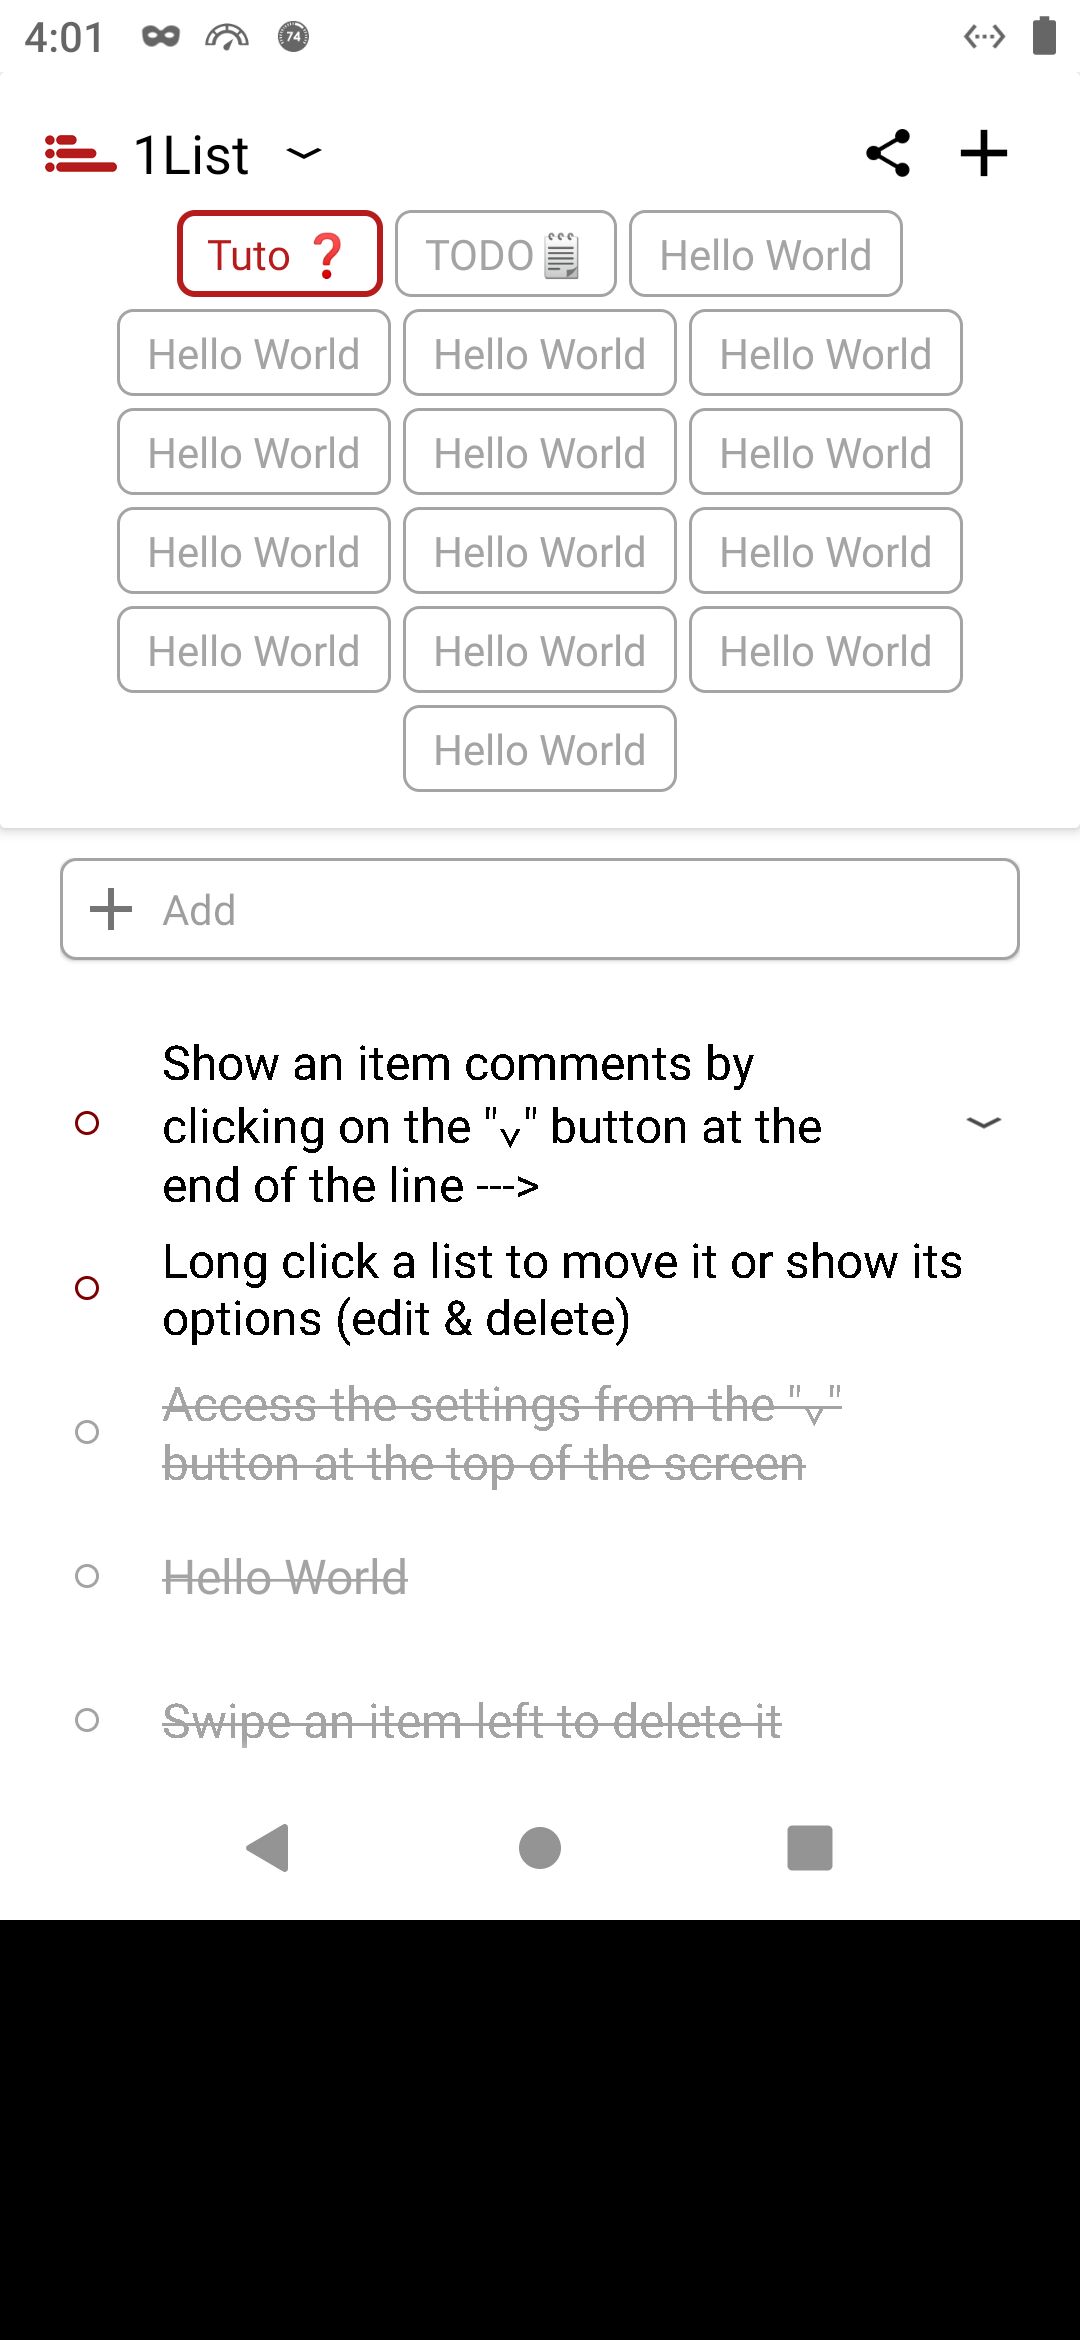 4:01
74
1List
Tuto ❓ TODO🗒 Hello World
Hello World Hello World Hello World
Hello World Hello World Hello World
Hello World Hello World Hello World
Hello World Hello World Hello World
Hello World
Add
Show an item comments by
clicking on the "˅" button at the
end of the line --->
Long click a list to move it or show its
options (edit & delete)
Access the settings from the "˅"
button at the top of the screen
Hello World
Swipe an item left to delete it